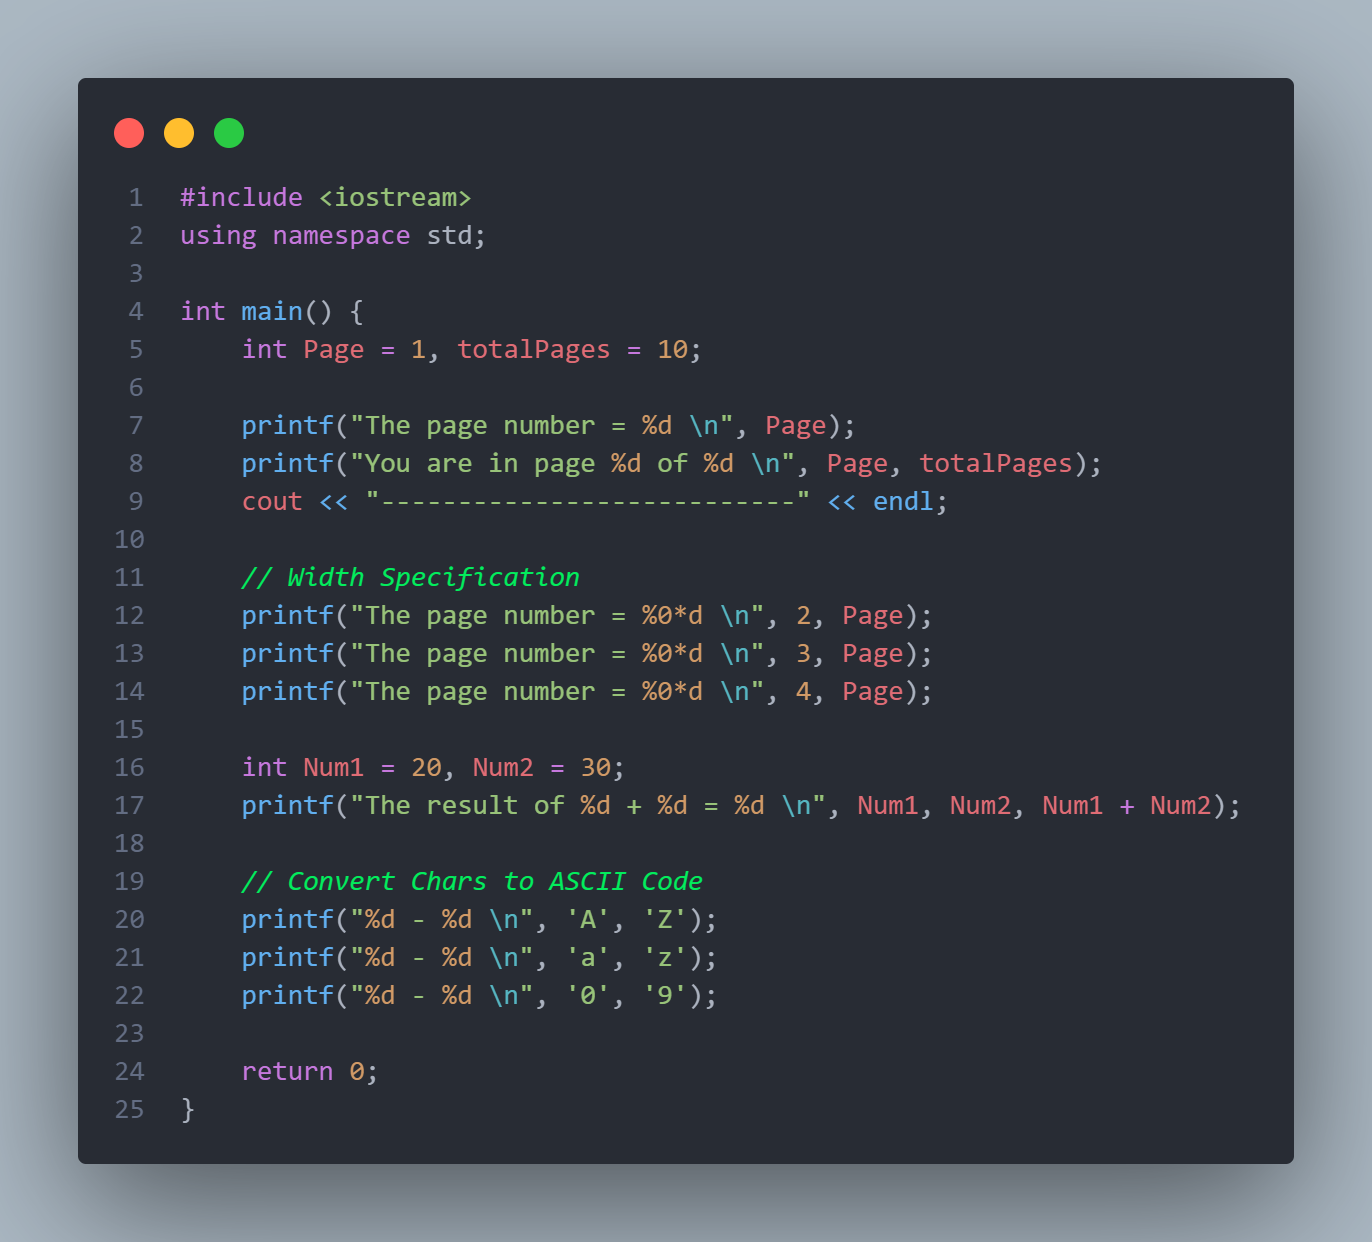 1 #include <iostream>
2 using namespace std;
3
4 int main() {
5     int Page = 1, totalPages = 10;
6
7     printf("The page number = %d \n", Page);
8     printf("You are in page %d of %d \n", Page, totalPages);
9     cout << "---------------------------" << endl;
10
11     // Width Specification
12     printf("The page number = %0*d \n", 2, Page);
13     printf("The page number = %0*d \n", 3, Page);
14     printf("The page number = %0*d \n", 4, Page);
15
16     int Num1 = 20, Num2 = 30;
17     printf("The result of %d + %d = %d \n", Num1, Num2, Num1 + Num2);
18
19     // Convert Chars to ASCII Code
20     printf("%d - %d \n", 'A', 'Z');
21     printf("%d - %d \n", 'a', 'z');
22     printf("%d - %d \n", '0', '9');
23
24     return 0;
25 }